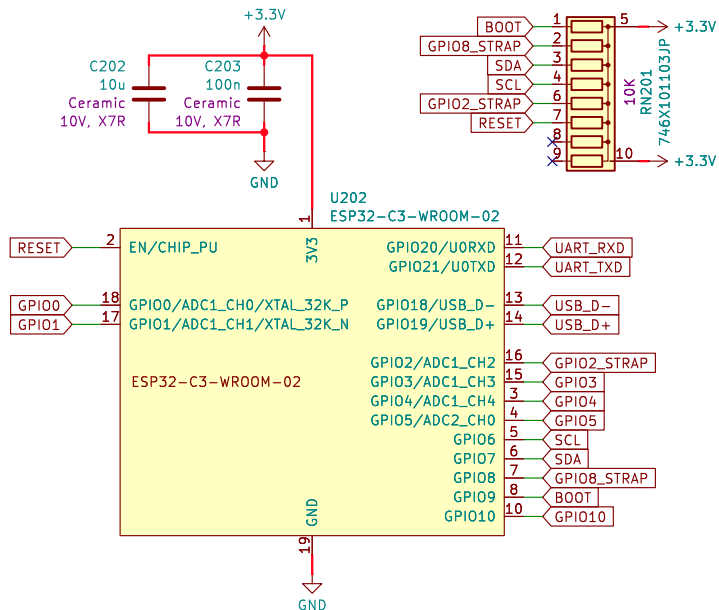 +3.3V
C202
10u
Ceramic
10V, X7R
C203
100n
Ceramic
10V, X7R
GND
BOOT 1
GPIO8_STRAP 2
SDA 3
SCL 4
GPIO2_STRAP 6
RESET 7
8
9
5 +3.3V
10 +3.3V
10K
RN201
746X101103JP
U202
ESP32-C3-WROOM-02
1
3V3
RESET 2 EN/CHIP_PU
GPIO0 18 GPIO0/ADC1_CH0/XTAL_32K_P
GPIO1 17 GPIO1/ADC1_CH1/XTAL_32K_N
ESP32-C3-WROOM-02
GPIO20/U0RXD 11 UART_RXD
GPIO21/U0TXD 12 UART_TXD
GPIO18/USB_D- 13 USB_D-
GPIO19/USB_D+ 14 USB_D+
GPIO2/ADC1_CH2 16 GPIO2_STRAP
GPIO3/ADC1_CH3 15 GPIO3
GPIO4/ADC1_CH4 3 GPIO4
GPIO5/ADC2_CH0 4 GPIO5
GPIO6 5 SCL
GPIO7 6 SDA
GPIO8 7 GPIO8_STRAP
GPIO9 8 BOOT
GPIO10 10 GPIO10
GND
19
GND